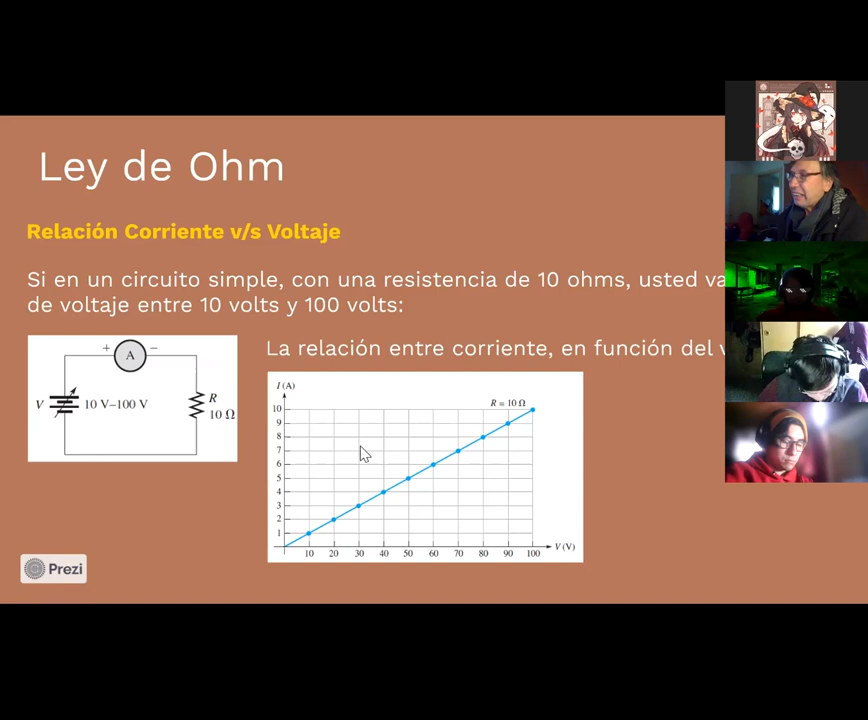 Ley de Ohm
Relación Corriente v/s Voltaje
Si en un circuito simple, con una resistencia de 10 ohms, usted va
de voltaje entre 10 volts y 100 volts:
La relación entre corriente, en función del
+ A −
V 10 V–100 V
R
10 Ω
I (A)
R = 10 Ω
10
9
8
7
6
5
4
3
2
1
10 20 30 40 50 60 70 80 90 100 V (V)
Prezi